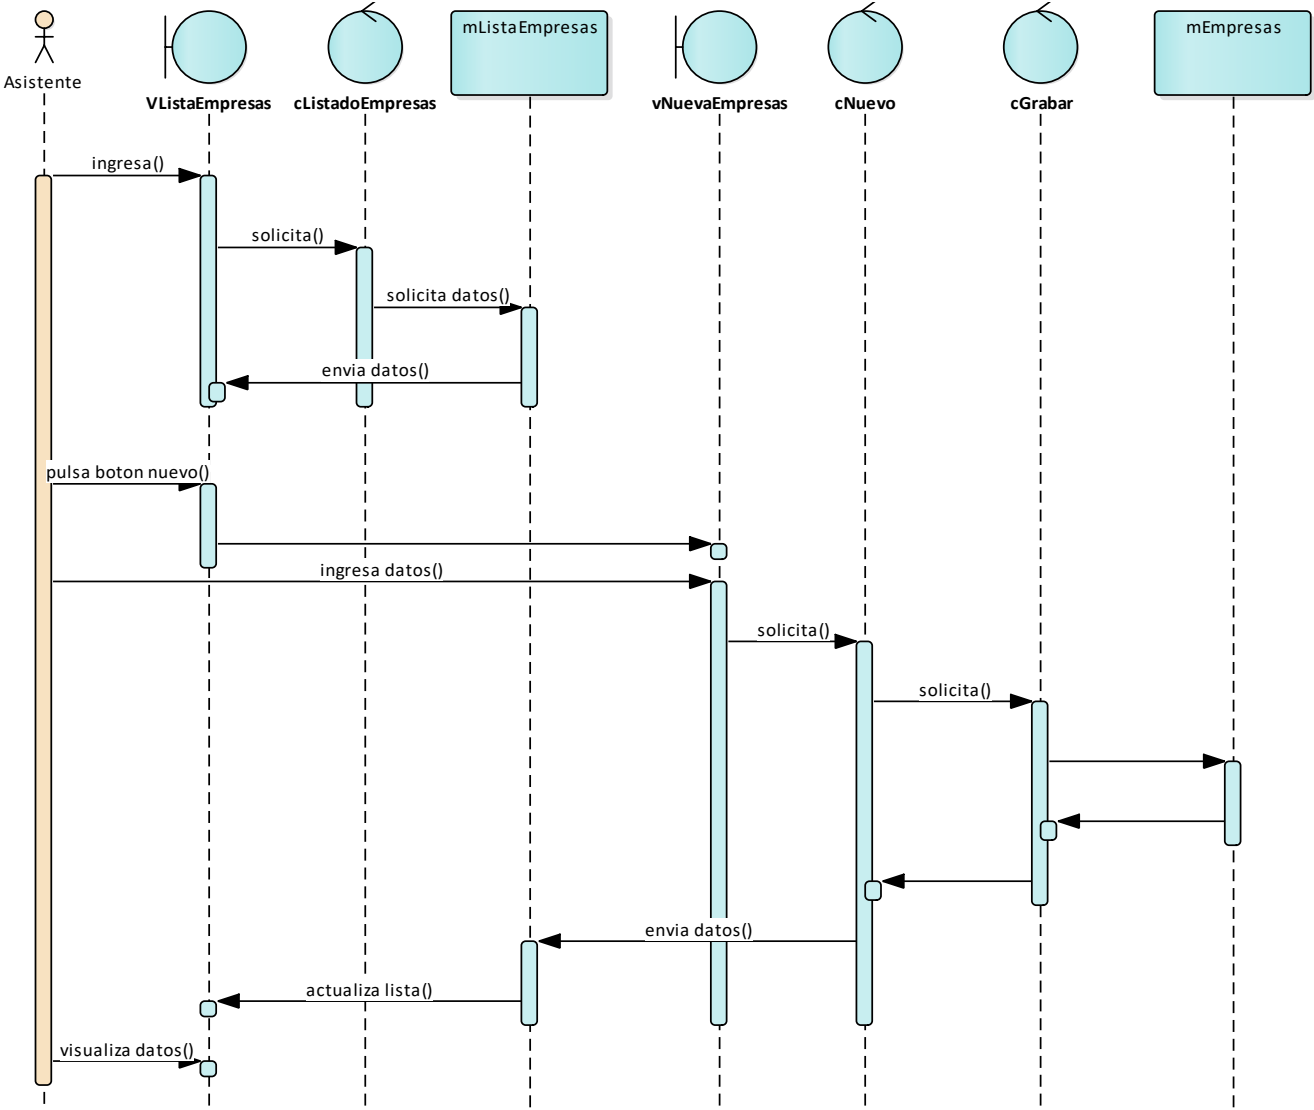 mListaEmpresas
mEmpresas
Asistente
VListaEmpresas
cListadoEmpresas
vNuevaEmpresas
cNuevo
cGrabar
ingresa()
solicita()
solicita datos()
envia datos()
pulsa boton nuevo()
ingresa datos()
solicita()
solicita()
envia datos()
actualiza lista()
visualiza datos()